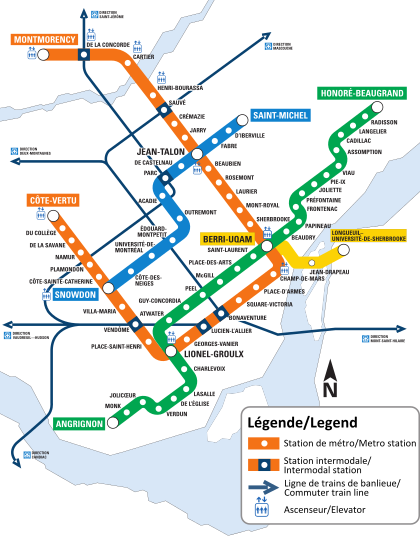 DIRECTION
SAINT-JÉRÔME
MONTMORENCY
DE LA CONCORDE
DIRECTION
MASCOUCHE
CARTIER
HENRI-BOURASSA
HONORÉ-BEAUGRAND
SAUVÉ
CRÉMAZIE
SAINT-MICHEL
RADISSON
JARRY
D'IBERVILLE
LANGELIER
CADILLAC
FABRE
ASSOMPTION
JEAN-TALON
DIRECTION
DEUX-MONTAGNES
DE CASTELNAU
BEAUBIEN
PARC
VIAU
ROSEMONT
PIE-IX
JOLIETTE
LAURIER
CÔTE-VERTU
ACADIE
PRÉFONTAINE
MONT-ROYAL
FRONTENAC
OUTREMONT
SHERBROOKE
PAPINEAU
ÉDOUARD-
MONTPETIT
DU COLLÈGE
BERRI-UQAM
BEAUDRY
LONGUEUIL-
UNIVERSITÉ-DE-SHERBROOKE
DE LA SAVANE
UNIVERSITÉ-DE-
MONTRÉAL
SAINT-LAURENT
NAMUR
PLACE-DES-ARTS
PLAMONDON
McGILL
JEAN-DRAPEAU
CÔTE-SAINTE-CATHERINE
CÔTE-DES-
NEIGES
CHAMP-DE-MARS
PEEL
PLACE-D'ARMES
SNOWDON
GUY-CONCORDIA
SQUARE-VICTORIA
VILLA-MARIA
ATWATER
BONAVENTURE
VENDÔME
LUCIEN-L'ALLIER
DIRECTION
VAUDREUIL - HUDSON
DIRECTION
MONT-SAINT-HILAIRE
PLACE-SAINT-HENRI
GEORGES-VANIER
LIONEL-GROULX
CHARLEVOIX
N
JOLICŒUR
LASALLE
MONK
DE L'ÉGLISE
VERDUN
ANGRIGNON
DIRECTION
CANDIAC
Légende/Legend
Station de métro/Metro station
Station intermodale/
Intermodal station
Ligne de trains de banlieue/
Commuter train line
Ascenseur/Elevator